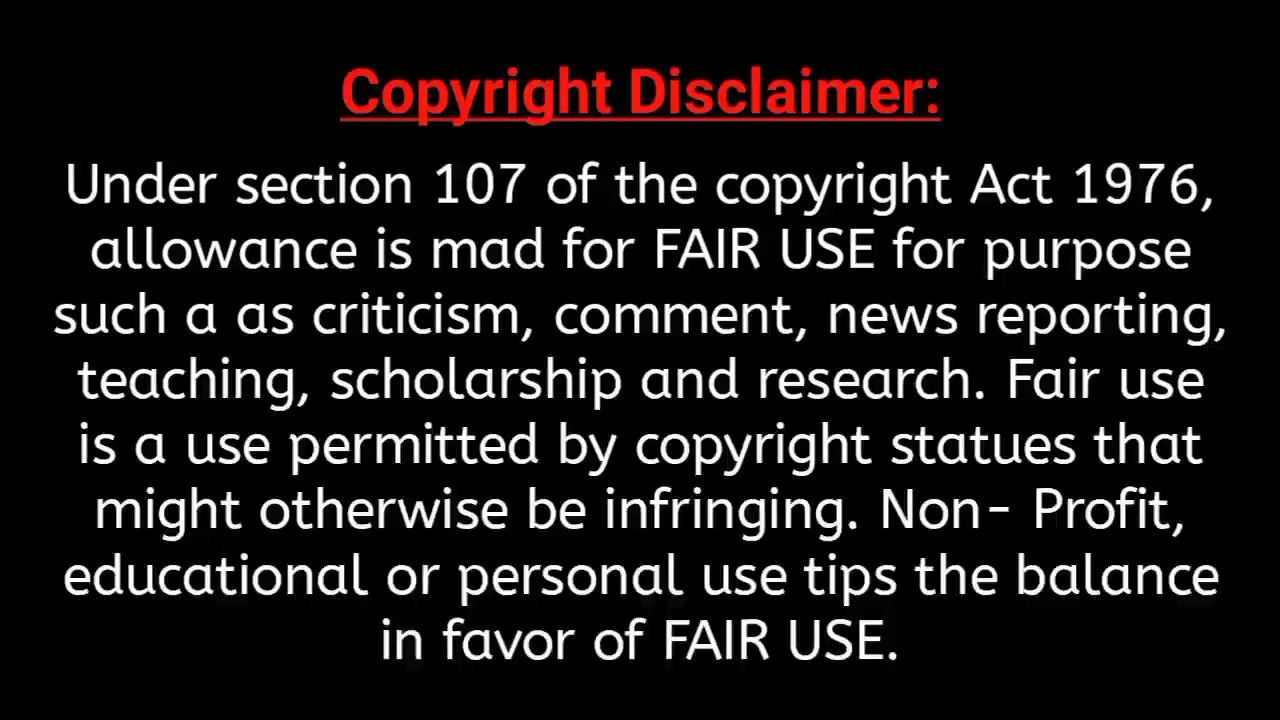 Copyright Disclaimer:
Under section 107 of the copyright Act 1976,
allowance is mad for FAIR USE for purpose
such a as criticism, comment, news reporting,
teaching, scholarship and research. Fair use
is a use permitted by copyright statues that
might otherwise be infringing. Non- Profit,
educational or personal use tips the balance
in favor of FAIR USE.